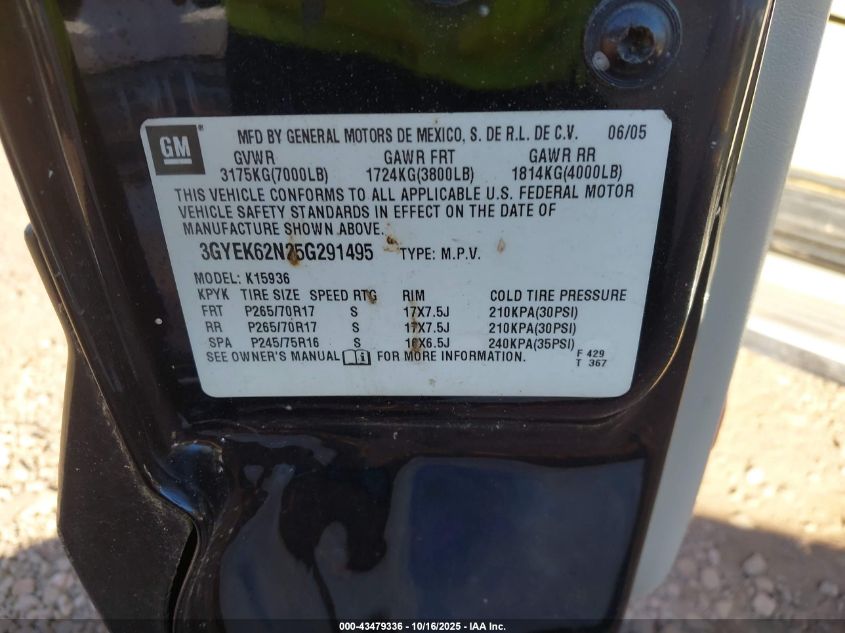 GM
MFD BY GENERAL MOTORS DE MEXICO, S. DE R.L. DE C.V. 06/05
GVWR GAWR FRT GAWR RR
3175KG(7000LB) 1724KG(3800LB) 1814KG(4000LB)
THIS VEHICLE CONFORMS TO ALL APPLICABLE U.S. FEDERAL MOTOR
VEHICLE SAFETY STANDARDS IN EFFECT ON THE DATE OF
MANUFACTURE SHOWN ABOVE.
3GYEK62N25G291495 TYPE: M.P.V.
MODEL: K15936
KPYK TIRE SIZE SPEED RTG RIM COLD TIRE PRESSURE
FRT P265/70R17 S 17X7.5J 210KPA(30PSI)
RR P265/70R17 S 17X7.5J 210KPA(30PSI)
SPA P245/75R16 S 16X6.5J 240KPA(35PSI)
SEE OWNER'S MANUAL FOR MORE INFORMATION.
F 429
T 367
000-43479336 - 10/16/2025 - IAA Inc.